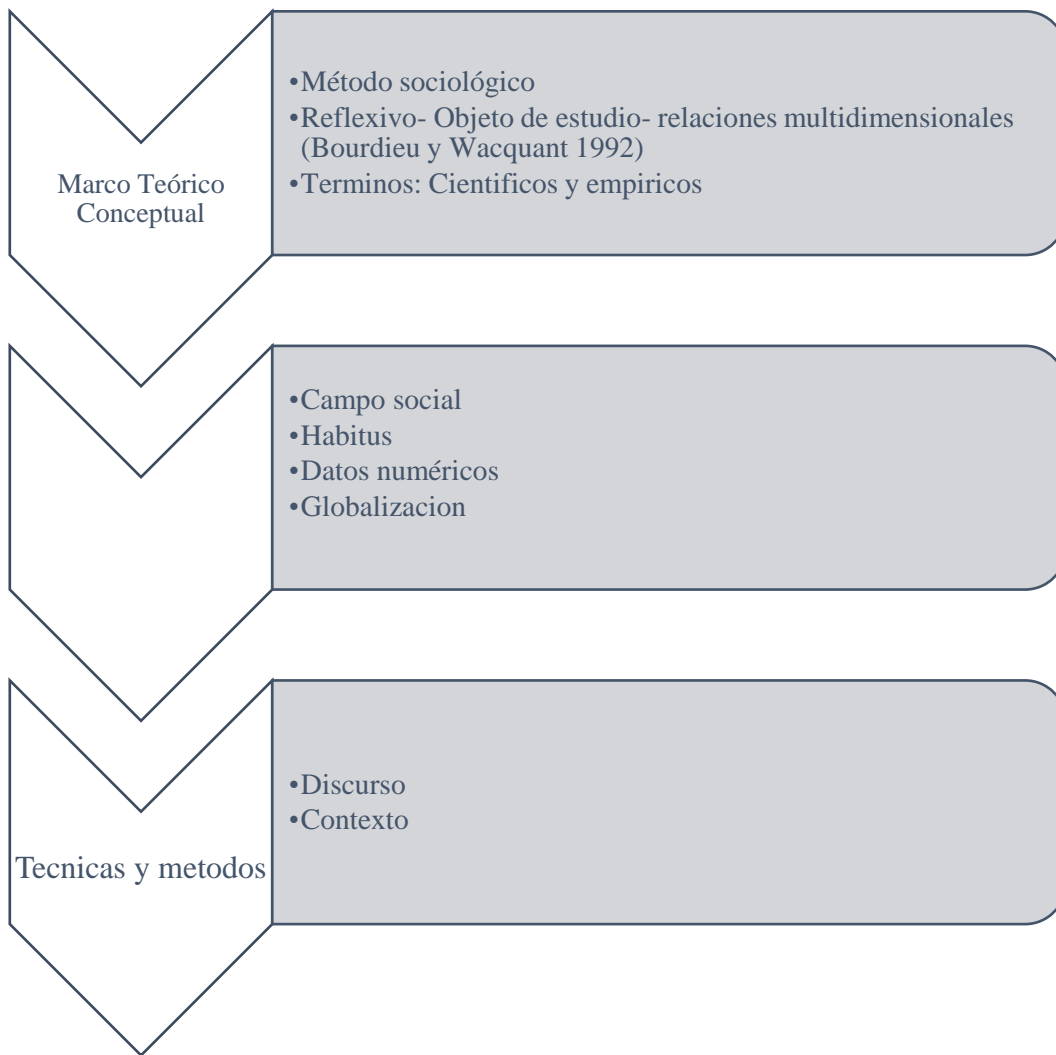 Marco Teórico
Conceptual
•Método sociológico
•Reflexivo- Objeto de estudio- relaciones multidimensionales
(Bourdieu y Wacquant 1992)
•Terminos: Cientificos y empiricos
•Campo social
•Habitus
•Datos numéricos
•Globalizacion
Tecnicas y metodos
•Discurso
•Contexto